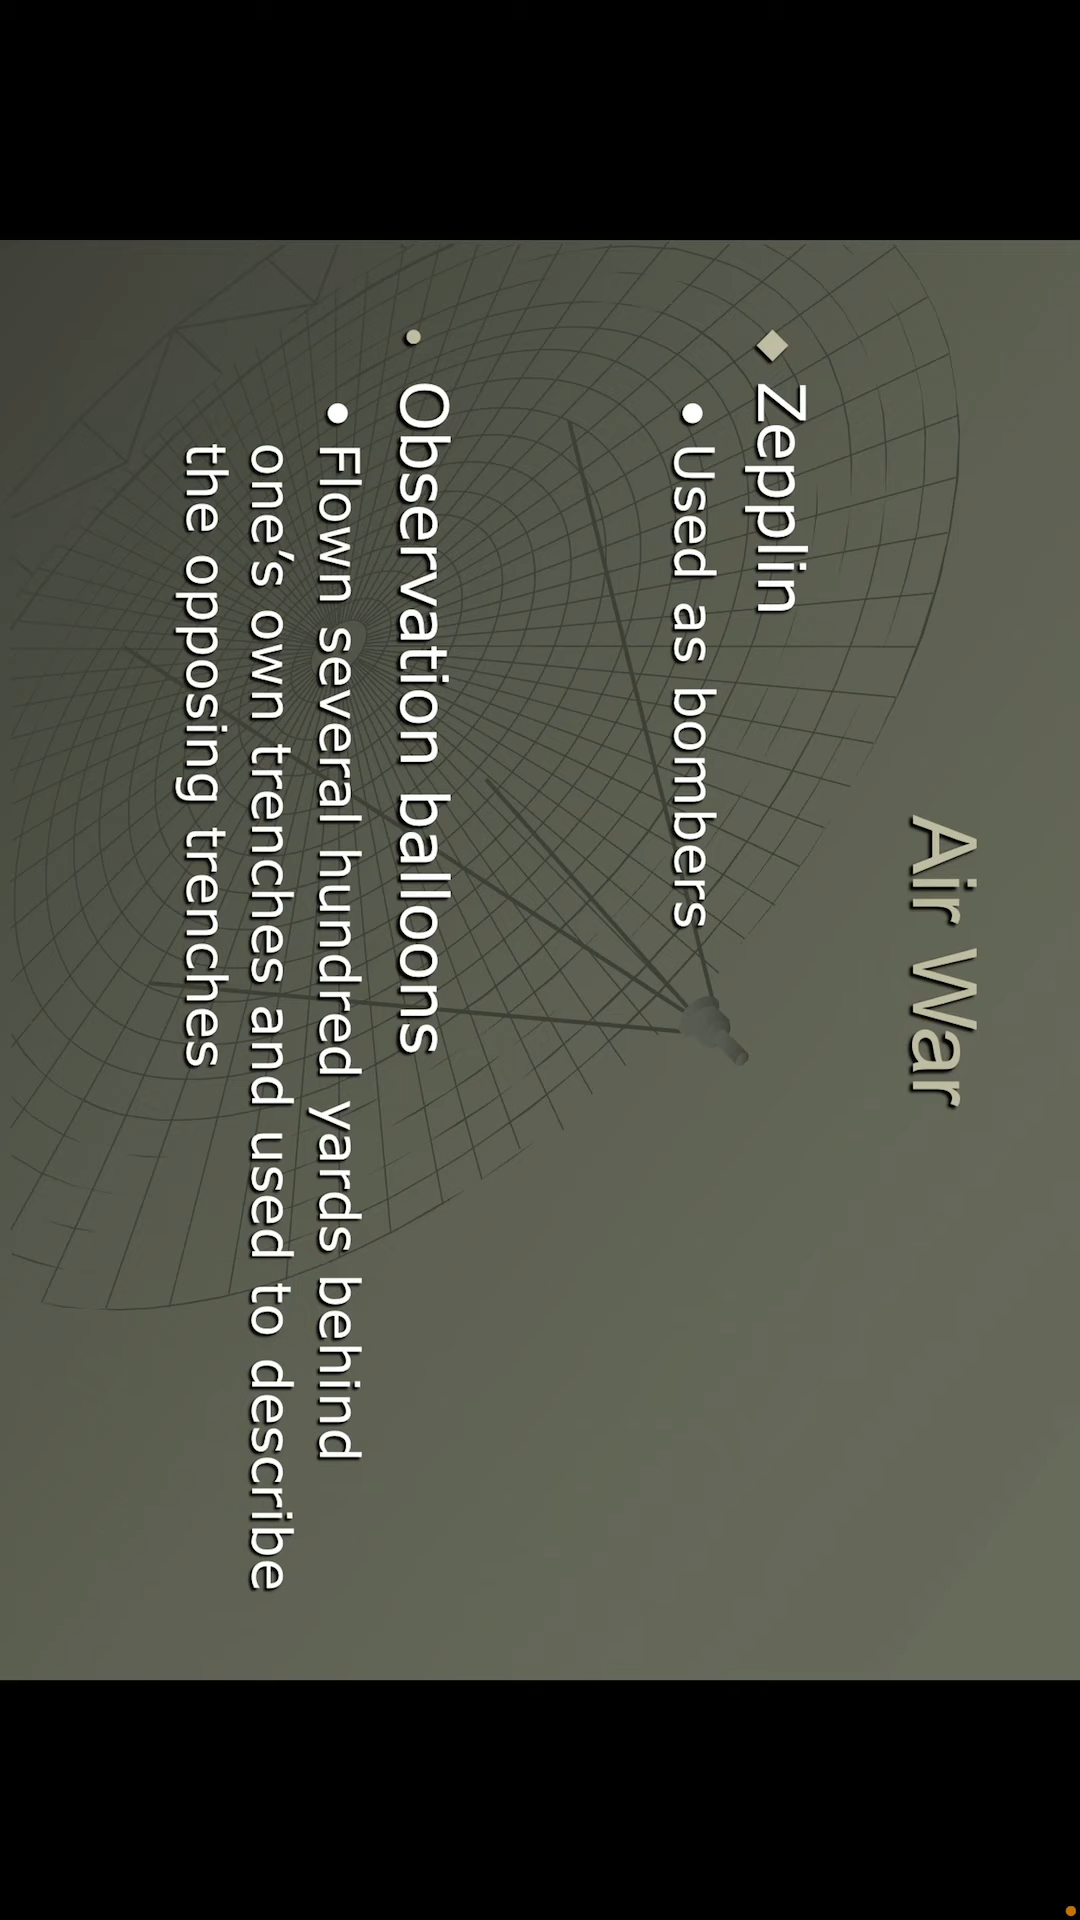 Air War
◆ Zepplin
● Used as bombers
• Observation balloons
● Flown several hundred yards behind
one’s own trenches and used to describe
the opposing trenches